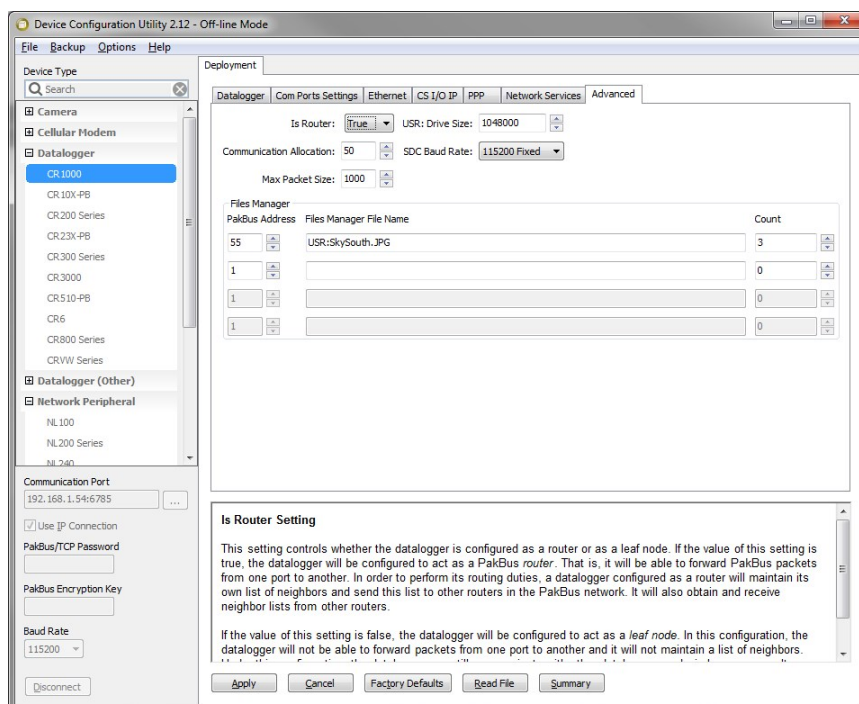 Device Configuration Utility 2.12 - Off-line Mode
File Backup Options Help
Device Type
Search
Camera
Cellular Modem
Datalogger
CR1000
CR10X-PB
CR200 Series
CR23X-PB
CR300 Series
CR3000
CR510-PB
CR6
CR800 Series
CRVW Series
Datalogger (Other)
Network Peripheral
NL100
NL200 Series
NL240
Communication Port
192.168.1.54:6785 ...
Use IP Connection
PakBus/TCP Password
PakBus Encryption Key
Baud Rate
115200
Disconnect
Deployment
Datalogger Com Ports Settings Ethernet CS I/O IP PPP Network Services Advanced
Is Router: True USR: Drive Size: 1048000
Communication Allocation: 50 SDC Baud Rate: 115200 Fixed
Max Packet Size: 1000
Files Manager
PakBus Address Files Manager File Name Count
55 USR:SkySouth.JPG 3
1 0
1 0
1 0
Is Router Setting
This setting controls whether the datalogger is configured as a router or as a leaf node. If the value of this setting is
true, the datalogger will be configured to act as a PakBus router. That is, it will be able to forward PakBus packets
from one port to another. In order to perform its routing duties, a datalogger configured as a router will maintain its
own list of neighbors and send this list to other routers in the PakBus network. It will also obtain and receive
neighbor lists from other routers.
If the value of this setting is false, the datalogger will be configured to act as a leaf node. In this configuration, the
datalogger will not be able to forward packets from one port to another and it will not maintain a list of neighbors.
Apply Cancel Factory Defaults Read File Summary